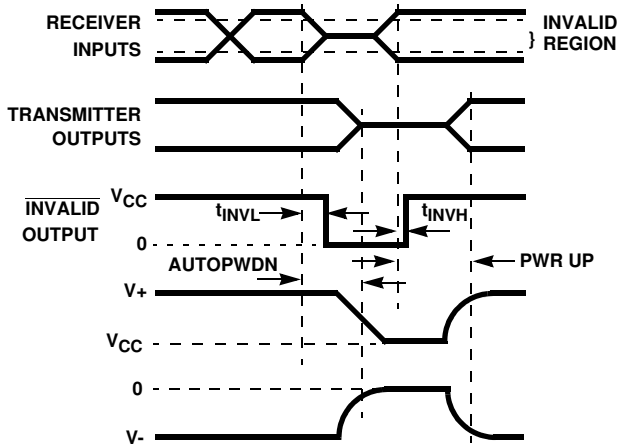 RECEIVER
INPUTS
} INVALID
REGION
TRANSMITTER
OUTPUTS
INVALID
OUTPUT
VCC
0
tINVL
tINVH
AUTOPWDN
PWR UP
V+
VCC
0
V-